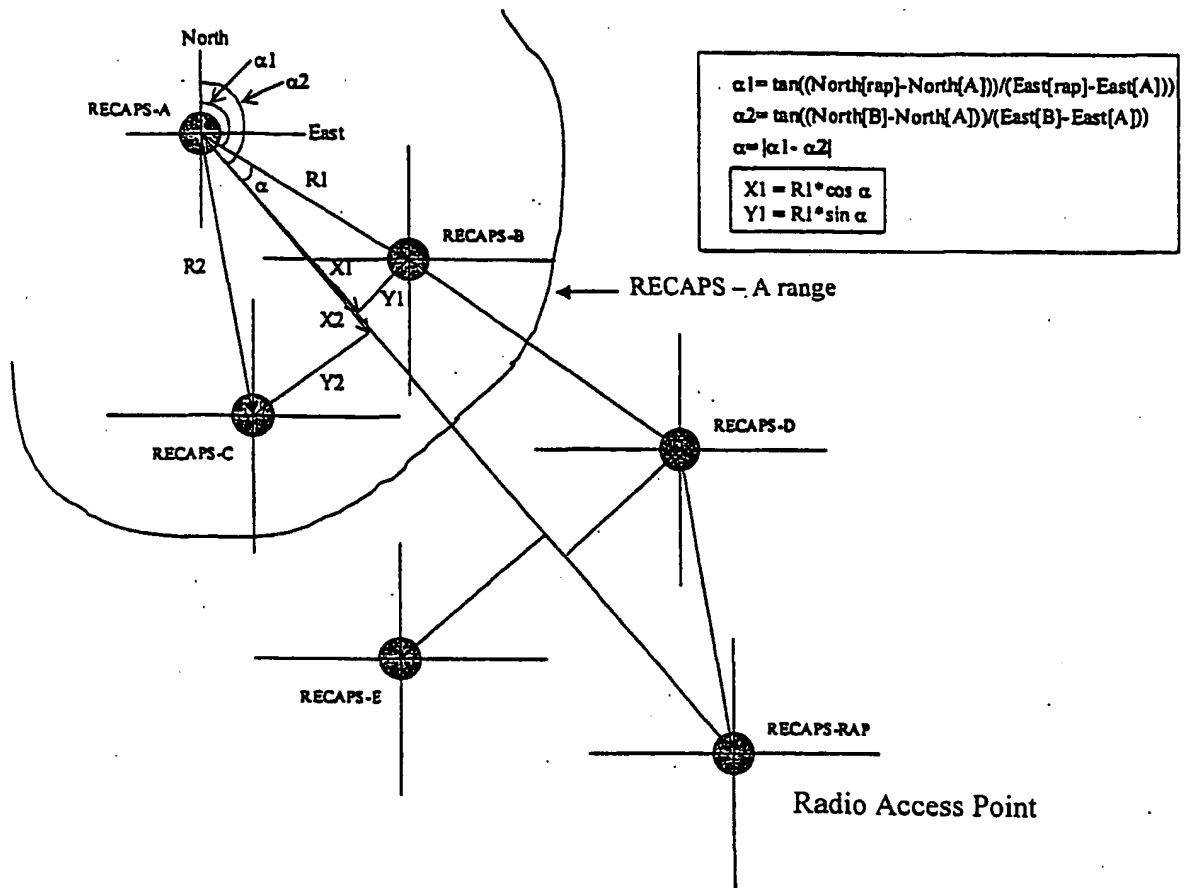 North
α1
α2
RECAPS-A
East
α
R1
RECAPS-B
R2
X1
Y1
X2
Y2
RECAPS-C
RECAPS – A range
RECAPS-D
RECAPS-E
RECAPS-RAP
Radio Access Point
α1= tan((North[rap]-North[A]))/(East[rap]-East[A]))
α2= tan((North[B]-North[A]))/(East[B]-East[A]))
α= |α1- α2|
X1 = R1*cos α
Y1 = R1*sin α